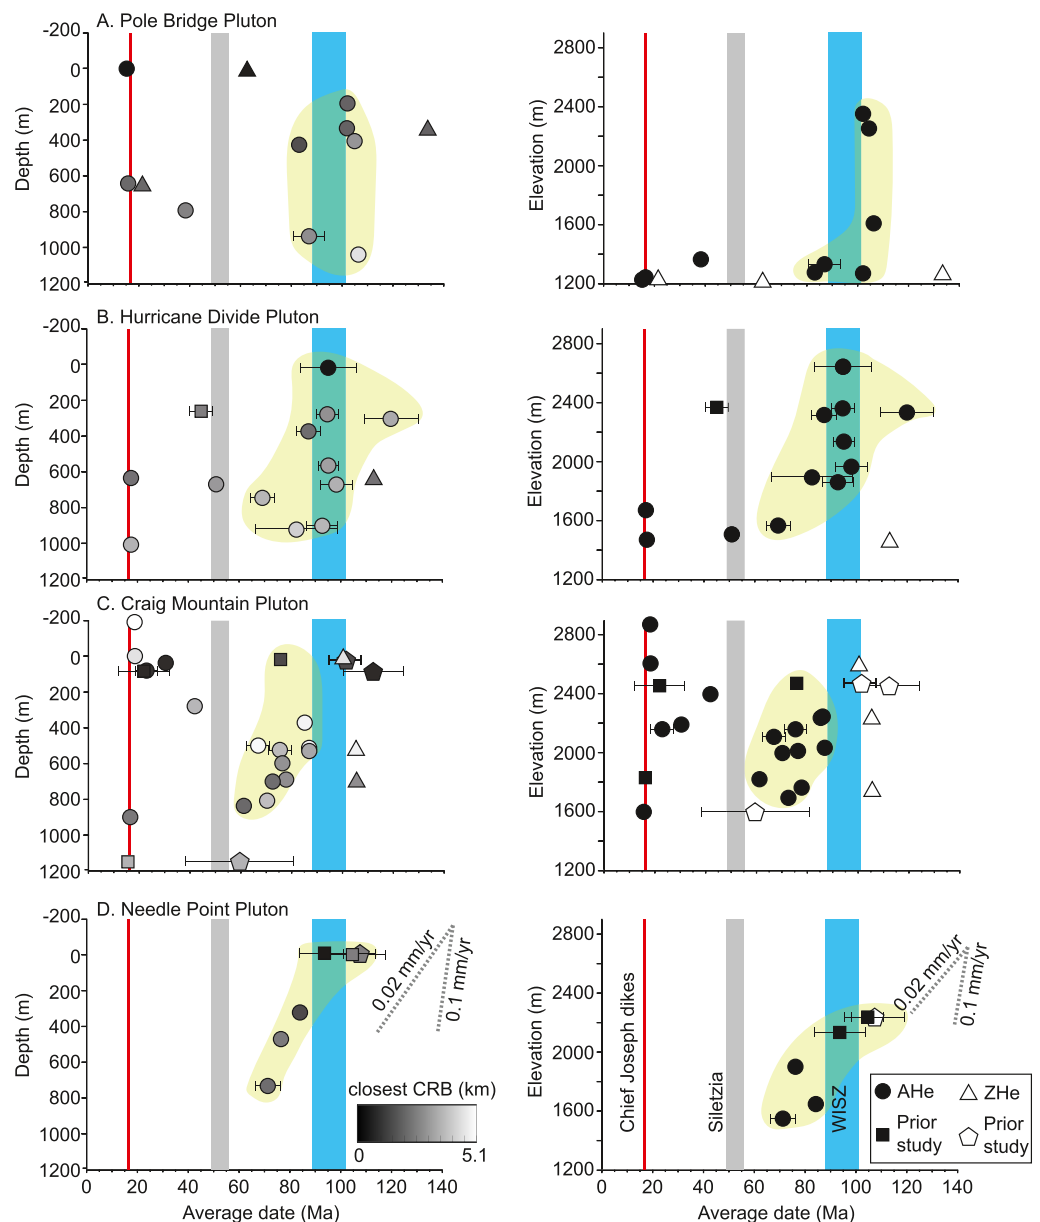 A. Pole Bridge Pluton
-200
0
200
400
600
800
1000
1200
Depth (m)
2800
2400
2000
1600
1200
Elevation (m)
B. Hurricane Divide Pluton
-200
0
200
400
600
800
1000
1200
Depth (m)
2800
2400
2000
1600
1200
Elevation (m)
C. Craig Mountain Pluton
-200
0
200
400
600
800
1000
1200
Depth (m)
2800
2400
2000
1600
1200
Elevation (m)
D. Needle Point Pluton
-200
0
200
400
600
800
1000
1200
Depth (m)
0.02 mm/yr
0.1 mm/yr
closest CRB (km)
0 5.1
0 20 40 60 80 100 120 140
Average date (Ma)
2800
2400
2000
1600
1200
Elevation (m)
Chief Joseph dikes
Siletzia
WISZ
0.02 mm/yr
0.1 mm/yr
AHe ZHe
Prior study Prior study
0 20 40 60 80 100 120 140
Average date (Ma)